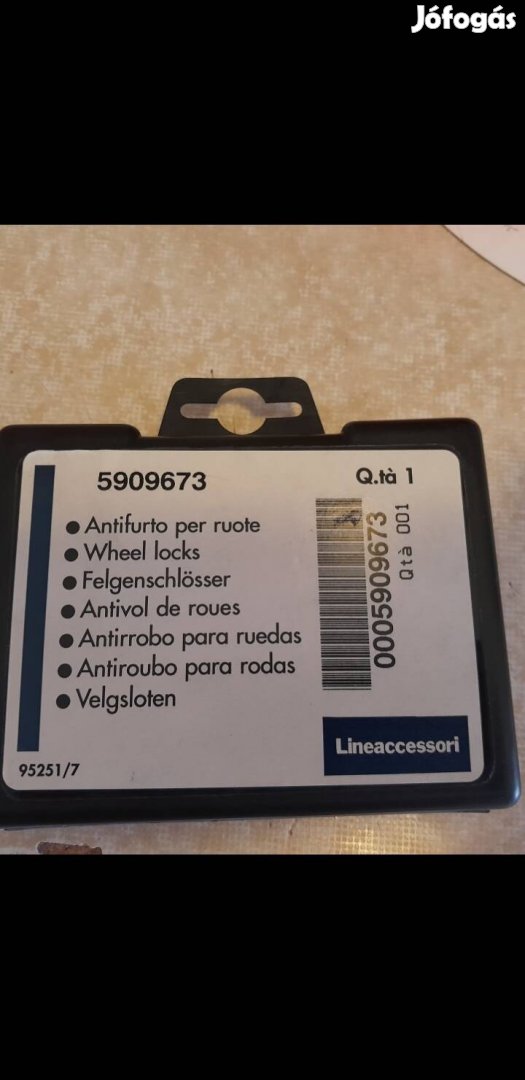 Jófogás
5909673
Q.tà 1
● Antifurto per ruote
● Wheel locks
● Felgenschlösser
● Antivol de roues
● Antirrobo para ruedas
● Antiroubo para rodas
● Velgsloten
0005909673
Qtà 001
Lineaccessori
95251/7